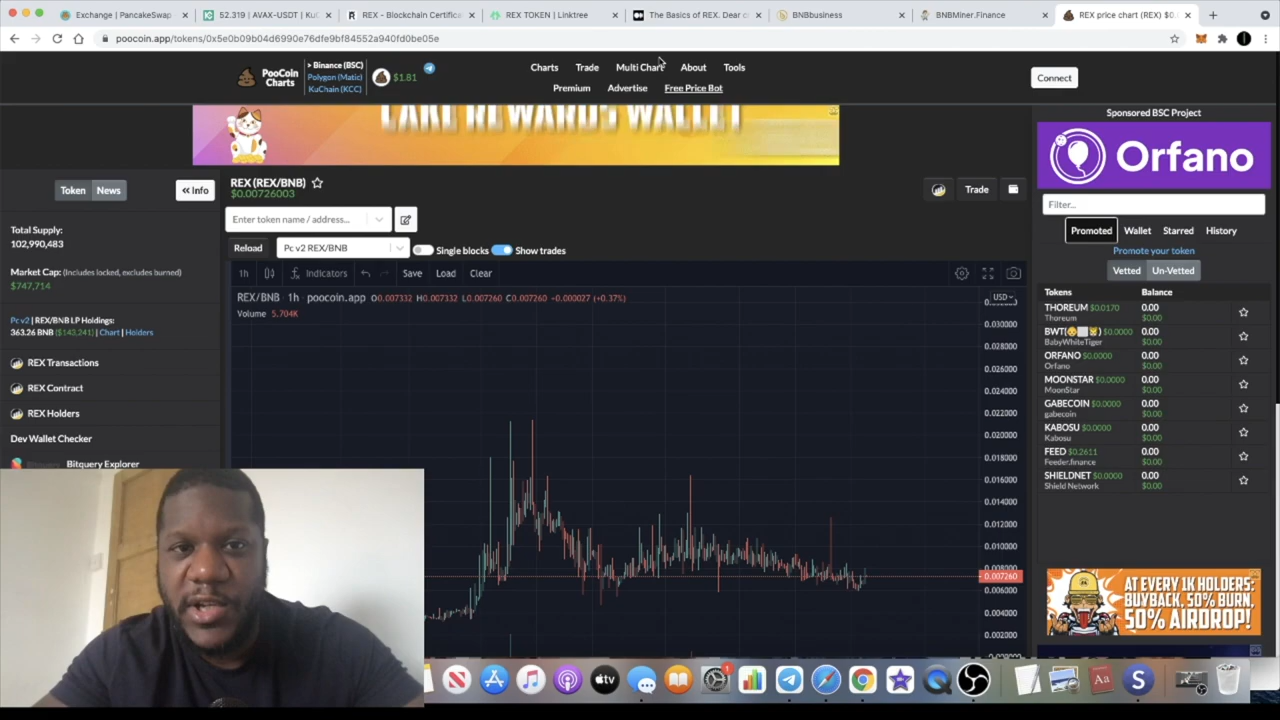 Exchange | PancakeSwap
52.319 | AVAX-USDT | KuC
REX - Blockchain Certifica
REX TOKEN | Linktree
The Basics of REX. Dear c
BNBbusiness
BNBMiner.Finance
REX price chart (REX) $0.
poocoin.app/tokens/0x5e0b09b04d6990e76dfe9bf84552a940fd0be05e
PooCoin
Charts
> Binance (BSC)
Polygon (Matic)
KuChain (KCC)
$1.81
Charts Trade Multi Chart About Tools
Premium Advertise Free Price Bot
Connect
LAKE REWARDS WALLET
Sponsored BSC Project
Orfano
Token News
« Info
REX (REX/BNB)
$0.00726003
Trade
Filter...
Enter token name / address...
Promoted Wallet Starred History
Total Supply:
102,990,483
Reload
Pc v2 REX/BNB
Single blocks
Show trades
Promote your token
Vetted Un-Vetted
Market Cap: (Includes locked, excludes burned)
$747,714
1h
Indicators
Save Load Clear
Tokens Balance
REX/BNB 1h poocoin.app O0.007332 H0.007332 L0.007260 C0.007260 -0.000027 (+0.37%)
USD
Volume 5.704K
Pc v2 | REX/BNB LP Holdings:
363.26 BNB ($143,241) | Chart | Holders
REX Transactions
REX Contract
REX Holders
Dev Wallet Checker
Bitquery Explorer
0.030000
0.028000
0.026000
0.024000
0.022000
0.020000
0.018000
0.016000
0.014000
0.012000
0.010000
0.008000
0.007260
0.006000
0.004000
0.002000
THOREUM $0.0170 0.00
Thoreum $0.00
BWT $0.0000 0.00
BabyWhiteTiger $0.00
ORFANO $0.0000 0.00
Orfano $0.00
MOONSTAR $0.0000 0.00
MoonStar $0.00
GABECOIN $0.0000 0.00
gabecoin $0.00
KABOSU $0.0000 0.00
Kabosu $0.00
FEED $0.2611 0.00
Feeder.finance $0.00
SHIELDNET $0.0000 0.00
Shield Network $0.00
AT EVERY 1K HOLDERS:
BUYBACK, 50% BURN,
50% AIRDROP!
tv
1
Aa
S